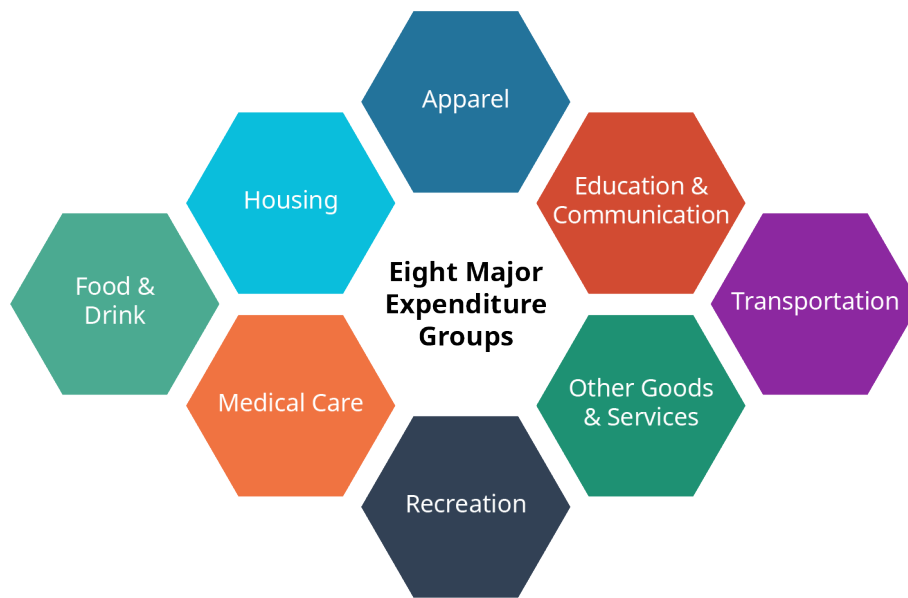 Apparel
Housing
Education &
Communication
Food &
Drink
Eight Major
Expenditure
Groups
Transportation
Medical Care
Other Goods
& Services
Recreation